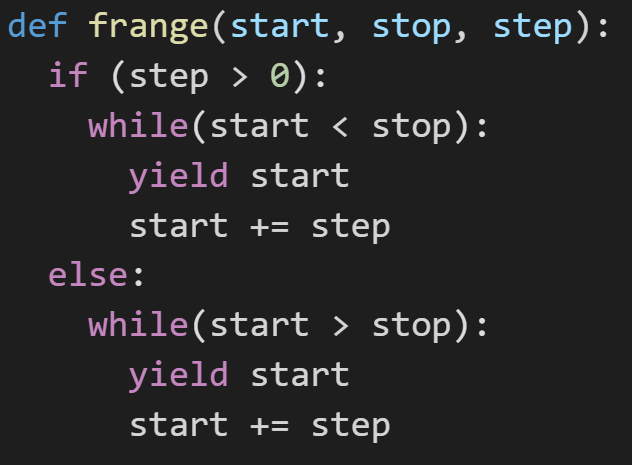 def frange(start, stop, step):
  if (step > 0):
    while(start < stop):
      yield start
      start += step
  else:
    while(start > stop):
      yield start
      start += step